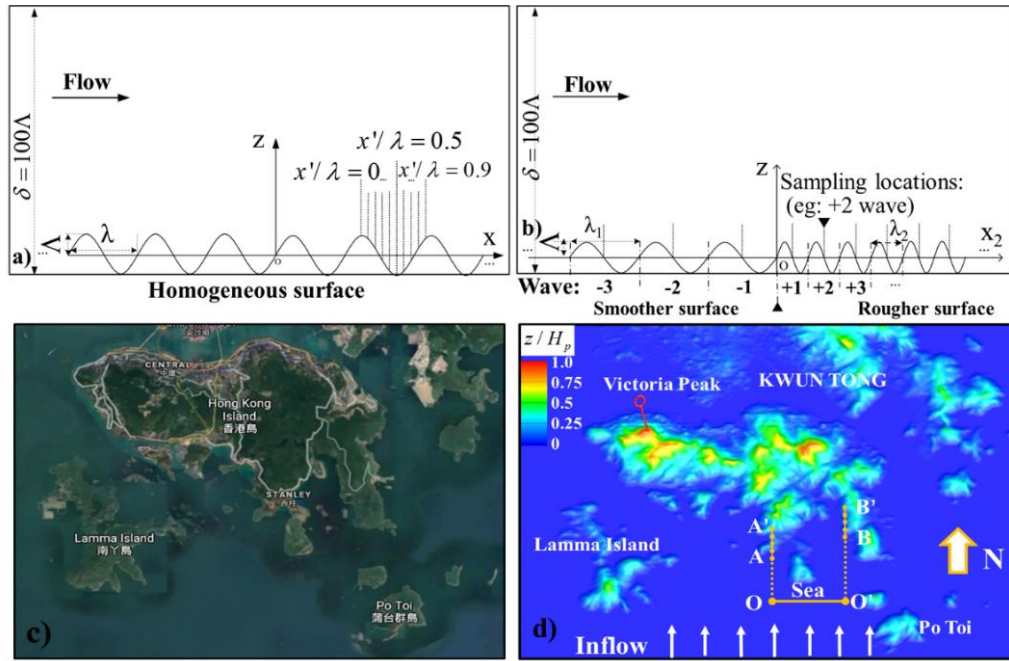 δ = 100Λ
Flow
z
x'/λ = 0.5
x'/λ = 0
...
x'/λ = 0.9
Λ
λ
a)
...
o
x
...
Homogeneous surface
δ = 100Λ
Flow
z
Sampling locations:
(eg: +2 wave)
b)
Λ
λ₁
λ₂
...
o
x₂
...
Wave: -3 -2 -1 +1 +2 +3 ...
Smoother surface Rougher surface
CENTRAL
中環
Hong Kong
Island
香港島
STANLEY
赤柱
Lamma Island
南丫島
Po Toi
蒲台群島
c)
z / Hₚ
1.0
0.75
0.5
0.25
0
Victoria Peak
KWUN TONG
A'
B'
Lamma Island
A
B
N
Sea
O
O'
d)
Inflow
Po Toi